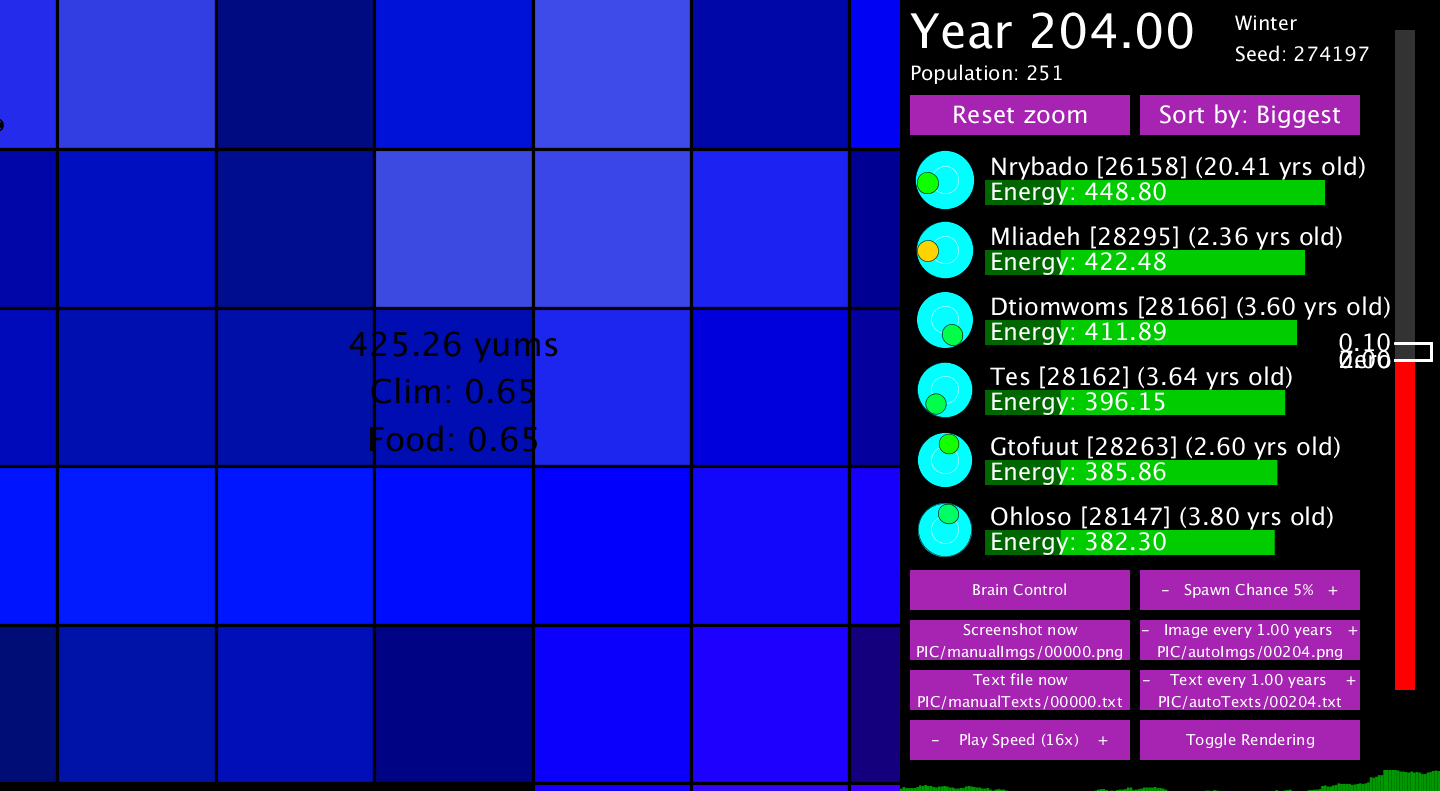 Year 204.00
Winter
Seed: 274197
Population: 251
Reset zoom
Sort by: Biggest
Nrybado [26158] (20.41 yrs old)
Energy: 448.80
Mliadeh [28295] (2.36 yrs old)
Energy: 422.48
Dtiomwoms [28166] (3.60 yrs old)
Energy: 411.89
Tes [28162] (3.64 yrs old)
Energy: 396.15
Gtofuut [28263] (2.60 yrs old)
Energy: 385.86
Ohloso [28147] (3.80 yrs old)
Energy: 382.30
0.10
425.26 yums
Clim: 0.65
Food: 0.65
Brain Control
- Spawn Chance 5% +
Screenshot now
PIC/manualImgs/00000.png
- Image every 1.00 years +
PIC/autoImgs/00204.png
Text file now
PIC/manualTexts/00000.txt
- Text every 1.00 years +
PIC/autoTexts/00204.txt
- Play Speed (16x) +
Toggle Rendering